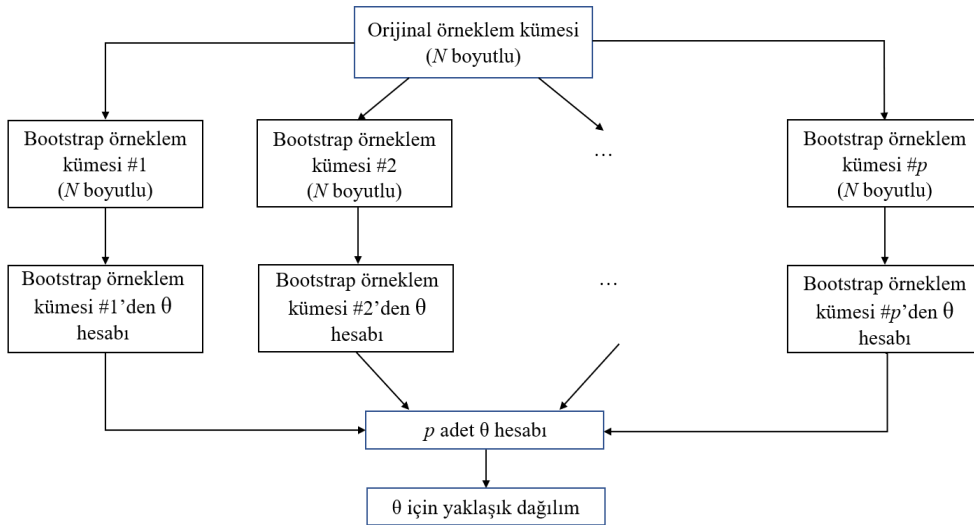 Orijinal örneklem kümesi
(N boyutlu)
Bootstrap örneklem
kümesi #1
(N boyutlu)
Bootstrap örneklem
kümesi #2
(N boyutlu)
...
Bootstrap örneklem
kümesi #p
(N boyutlu)
Bootstrap örneklem
kümesi #1’den θ
hesabı
Bootstrap örneklem
kümesi #2’den θ
hesabı
...
Bootstrap örneklem
kümesi #p’den θ
hesabı
p adet θ hesabı
θ için yaklaşık dağılım